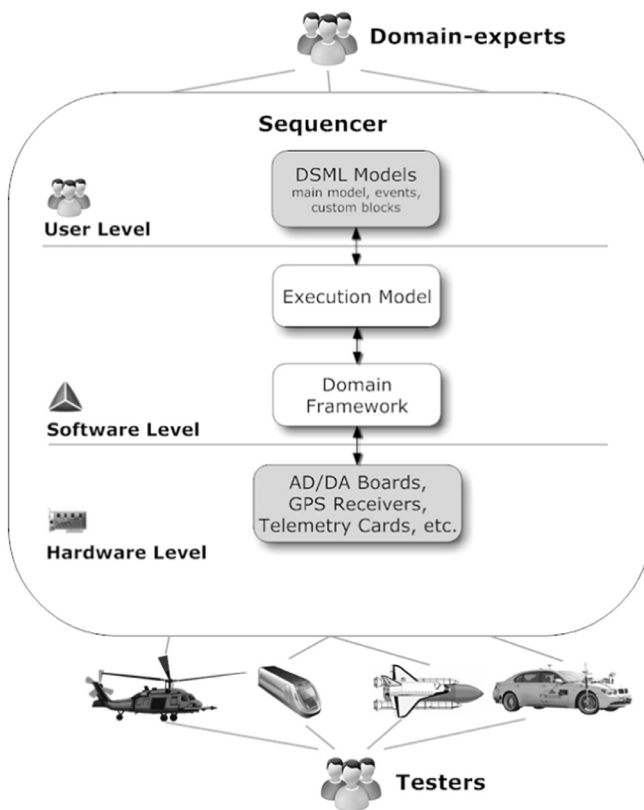 Domain-experts
Sequencer
DSML Models
main model, events,
custom blocks
User Level
Execution Model
Domain
Framework
Software Level
AD/DA Boards,
GPS Receivers,
Telemetry Cards, etc.
Hardware Level
Testers